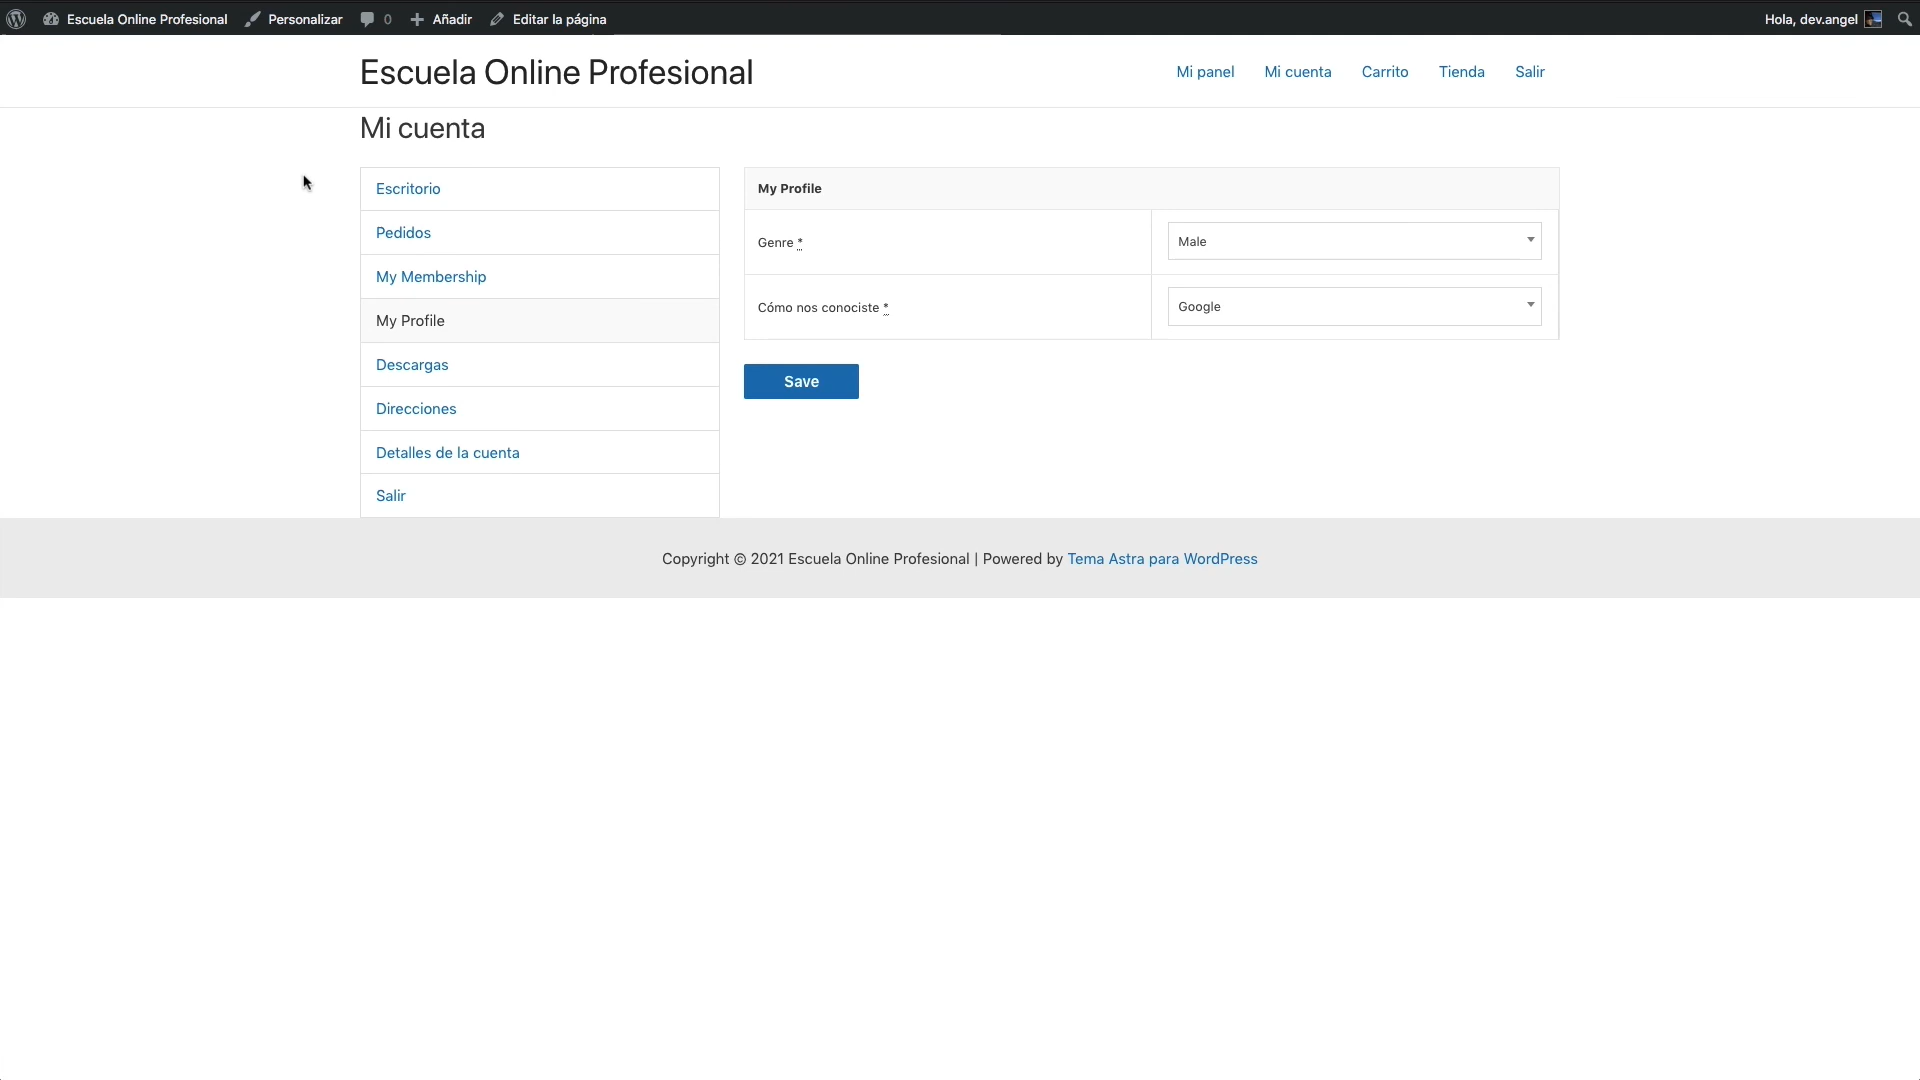 Escuela Online Profesional Personalizar 0 Añadir Editar la página Hola, dev.angel
Escuela Online Profesional Mi panel Mi cuenta Carrito Tienda Salir
Mi cuenta
Escritorio
Pedidos
My Membership
My Profile
Descargas
Direcciones
Detalles de la cuenta
Salir
My Profile
Genre * Male
Cómo nos conociste * Google
Save
Copyright © 2021 Escuela Online Profesional | Powered by Tema Astra para WordPress